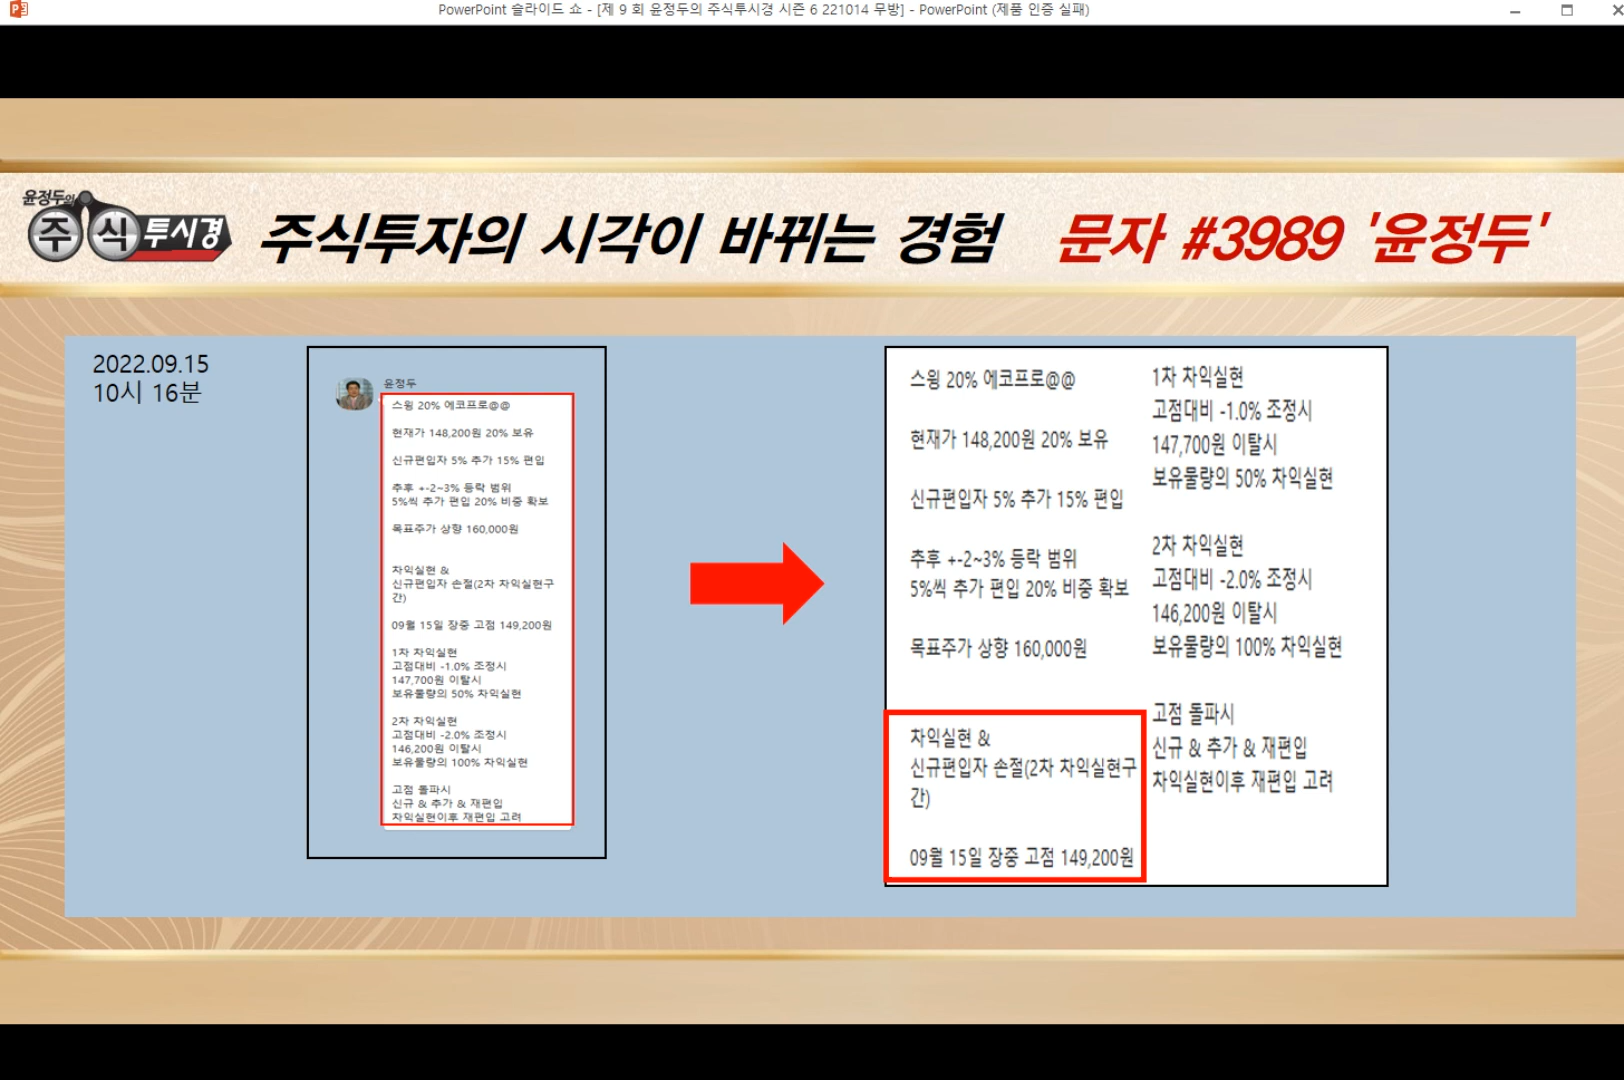 PowerPoint 슬라이드 쇼 - [제 9 회 윤정두의 주식투시경 시즌 6 221014 무방] - PowerPoint (제품 인증 실패)
윤정두의
주식투시경
주식투자의 시각이 바뀌는 경험 문자 #3989 '윤정두'
2022.09.15
10시 16분
윤정두
스윙 20% 에코프로@@
현재가 148,200원 20% 보유
신규편입자 5% 추가 15% 편입
추후 +-2~3% 등락 범위
5%씩 추가 편입 20% 비중 확보
목표주가 상향 160,000원
차익실현 &
신규편입자 손절(2차 차익실현구
간)
09월 15일 장중 고점 149,200원
1차 차익실현
고점대비 -1.0% 조정시
147,700원 이탈시
보유물량의 50% 차익실현
2차 차익실현
고점대비 -2.0% 조정시
146,200원 이탈시
보유물량의 100% 차익실현
고점 돌파시
신규 & 추가 & 재편입
차익실현이후 재편입 고려
스윙 20% 에코프로@@
현재가 148,200원 20% 보유
신규편입자 5% 추가 15% 편입
추후 +-2~3% 등락 범위
5%씩 추가 편입 20% 비중 확보
목표주가 상향 160,000원
차익실현 &
신규편입자 손절(2차 차익실현구
간)
09월 15일 장중 고점 149,200원
1차 차익실현
고점대비 -1.0% 조정시
147,700원 이탈시
보유물량의 50% 차익실현
2차 차익실현
고점대비 -2.0% 조정시
146,200원 이탈시
보유물량의 100% 차익실현
고점 돌파시
신규 & 추가 & 재편입
차익실현이후 재편입 고려